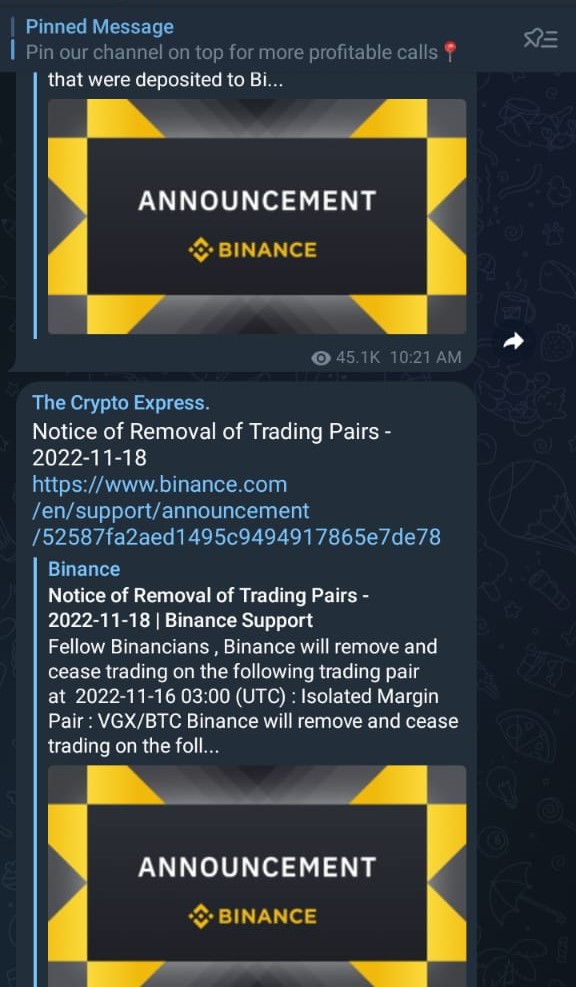 Pinned Message
Pin our channel on top for more profitable calls📍
that were deposited to Bi...
ANNOUNCEMENT
BINANCE
45.1K 10:21 AM
The Crypto Express.
Notice of Removal of Trading Pairs -
2022-11-18
https://www.binance.com
/en/support/announcement
/52587fa2aed1495c9494917865e7de78
Binance
Notice of Removal of Trading Pairs -
2022-11-18 | Binance Support
Fellow Binancians , Binance will remove and
cease trading on the following trading pair
at  2022-11-16 03:00 (UTC) : Isolated Margin
Pair : VGX/BTC Binance will remove and cease
trading on the foll...
ANNOUNCEMENT
BINANCE